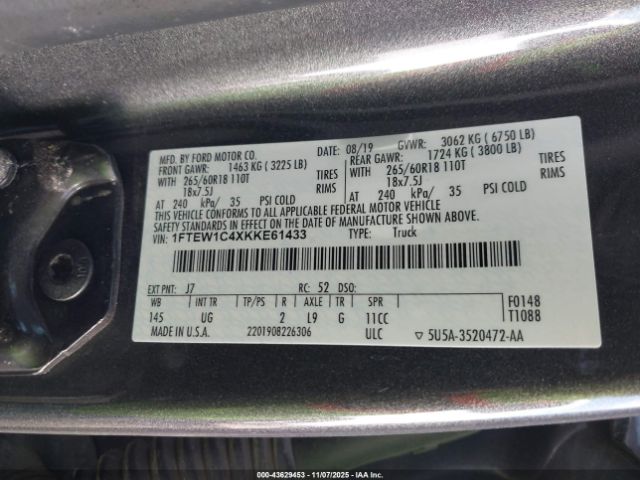 MFD. BY FORD MOTOR CO.
DATE: 08/19 GVWR: 3062 KG ( 6750 LB)
FRONT GAWR: 1463 KG ( 3225 LB) REAR GAWR: 1724 KG ( 3800 LB)
WITH 265/60R18 110T TIRES WITH 265/60R18 110T TIRES
18x7.5J RIMS 18x7.5J RIMS
AT 240 kPa/ 35 PSI COLD AT 240 kPa/ 35 PSI COLD
THIS VEHICLE CONFORMS TO ALL APPLICABLE FEDERAL MOTOR VEHICLE
SAFETY STANDARDS IN EFFECT ON THE DATE OF MANUFACTURE SHOWN ABOVE.
VIN: 1FTEW1C4XKKE61433 TYPE: Truck
EXT PNT: J7 RC: 52 DSO:
WB INT TR TP/PS R AXLE TR SPR F0148
145 UG 2 L9 G 11CC T1088
MADE IN U.S.A. 2201908226306 ULC ▽ 5U5A-3520472-AA
000-43629453 - 11/07/2025 - IAA, Inc.